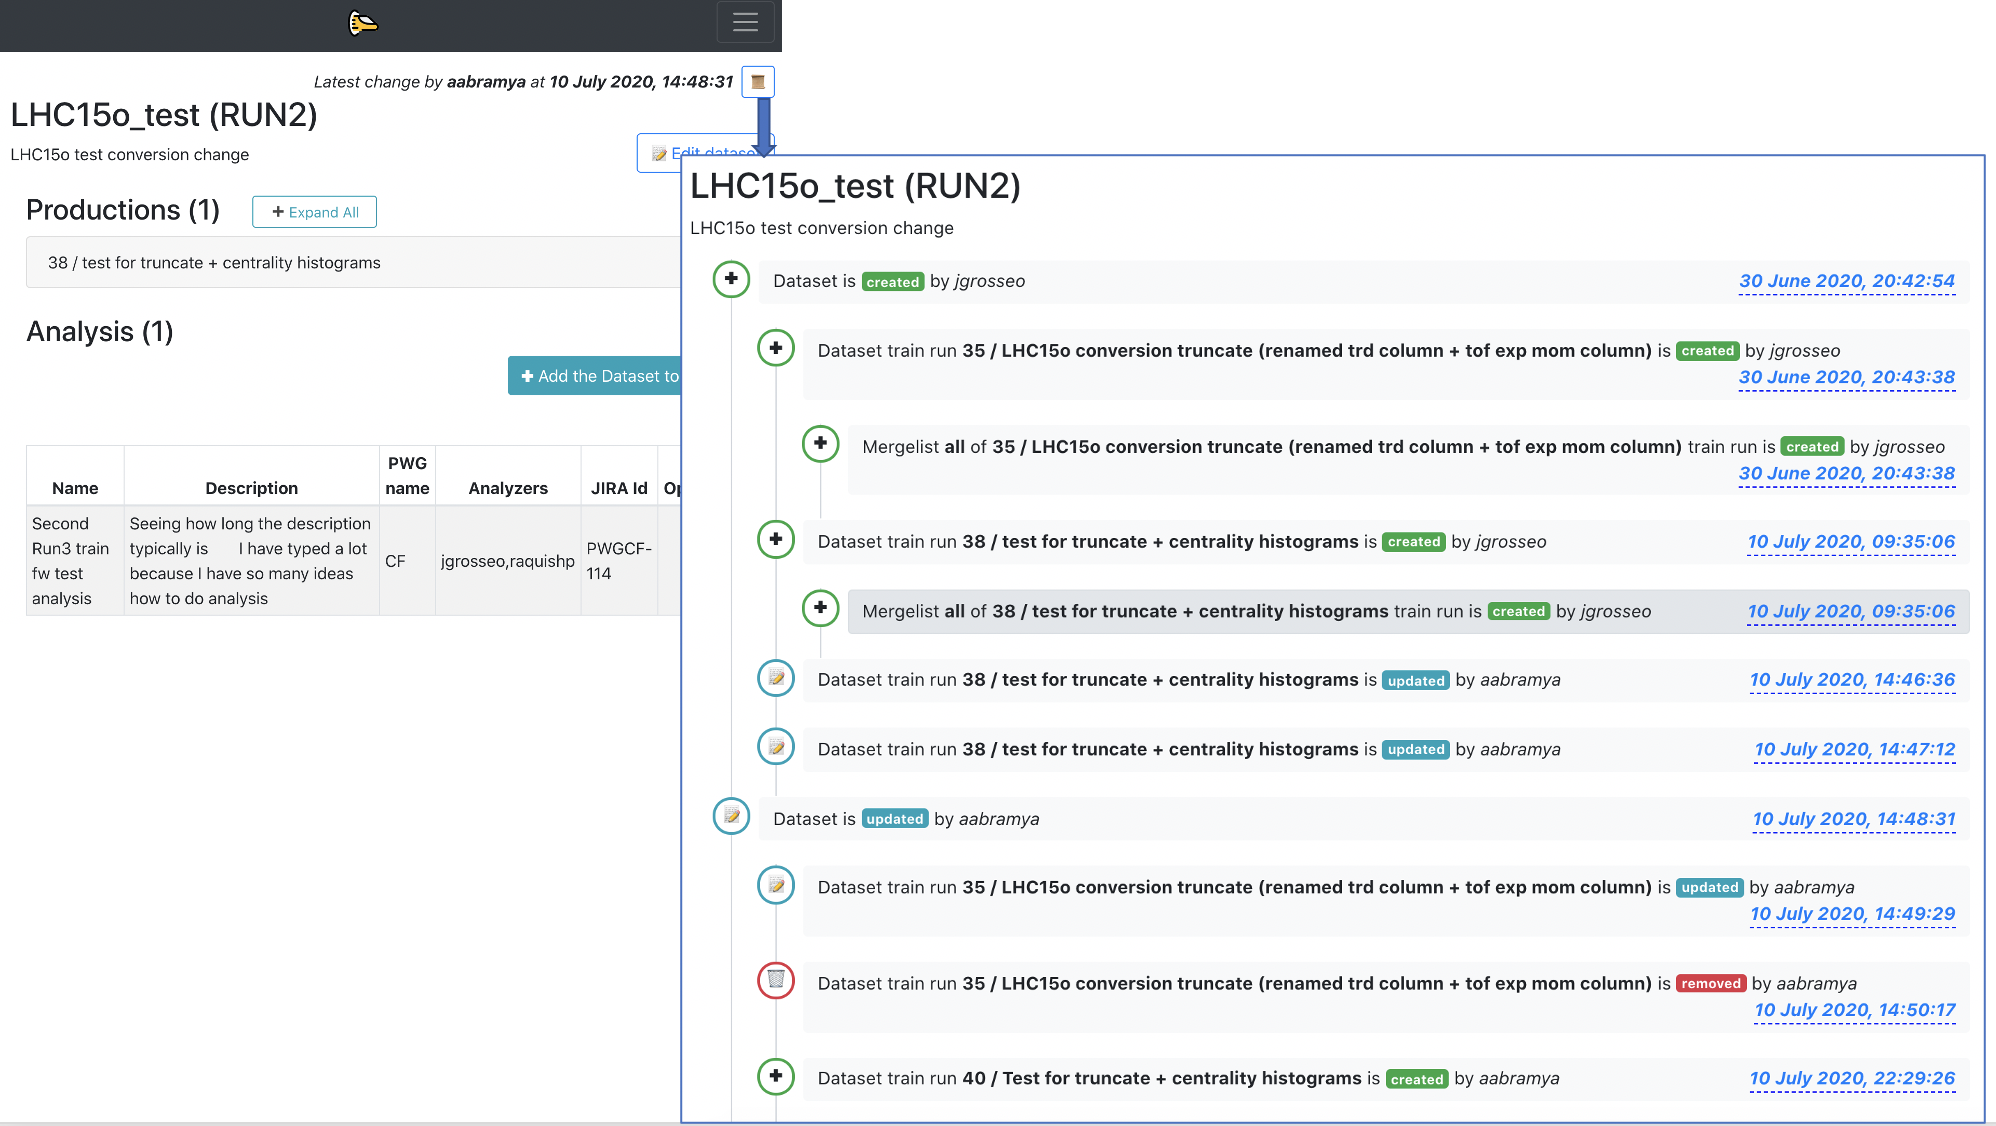 Latest change by aabramya at 10 July 2020, 14:48:31
LHC15o_test (RUN2)
LHC15o test conversion change
Edit datase
Productions (1)
Expand All
38 / test for truncate + centrality histograms
Analysis (1)
Add the Dataset to
Name Description PWG name Analyzers JIRA Id Op
Second Run3 train fw test analysis
Seeing how long the description
typically is I have typed a lot
because I have so many ideas
how to do analysis
CF
jgrosseo,raquishp
PWGCF-
114
LHC15o_test (RUN2)
LHC15o test conversion change
Dataset is created by jgrosseo 30 June 2020, 20:42:54
Dataset train run 35 / LHC15o conversion truncate (renamed trd column + tof exp mom column) is created by jgrosseo
30 June 2020, 20:43:38
Mergelist all of 35 / LHC15o conversion truncate (renamed trd column + tof exp mom column) train run is created by jgrosseo
30 June 2020, 20:43:38
Dataset train run 38 / test for truncate + centrality histograms is created by jgrosseo 10 July 2020, 09:35:06
Mergelist all of 38 / test for truncate + centrality histograms train run is created by jgrosseo 10 July 2020, 09:35:06
Dataset train run 38 / test for truncate + centrality histograms is updated by aabramya 10 July 2020, 14:46:36
Dataset train run 38 / test for truncate + centrality histograms is updated by aabramya 10 July 2020, 14:47:12
Dataset is updated by aabramya 10 July 2020, 14:48:31
Dataset train run 35 / LHC15o conversion truncate (renamed trd column + tof exp mom column) is updated by aabramya
10 July 2020, 14:49:29
Dataset train run 35 / LHC15o conversion truncate (renamed trd column + tof exp mom column) is removed by aabramya
10 July 2020, 14:50:17
Dataset train run 40 / Test for truncate + centrality histograms is created by aabramya 10 July 2020, 22:29:26